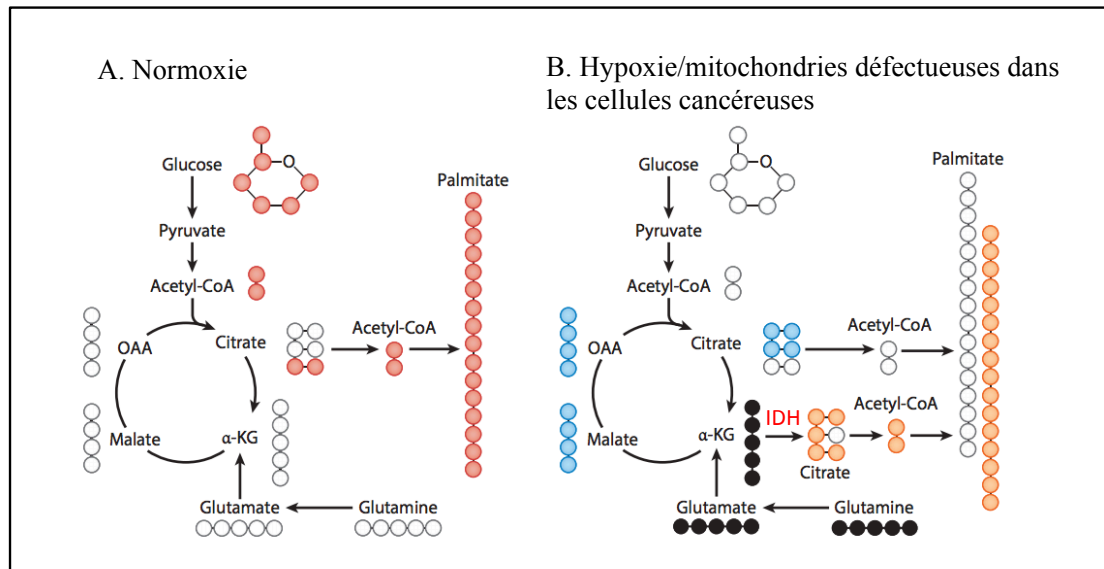 A. Normoxie
Glucose
O
Pyruvate
Acetyl-CoA
OAA
Citrate
Acetyl-CoA
Palmitate
Malate
α-KG
Glutamate
Glutamine
B. Hypoxie/mitochondries défectueuses dans
les cellules cancéreuses
Glucose
O
Pyruvate
Acetyl-CoA
OAA
Citrate
Acetyl-CoA
Palmitate
Malate
α-KG
IDH
Citrate
Acetyl-CoA
Glutamate
Glutamine